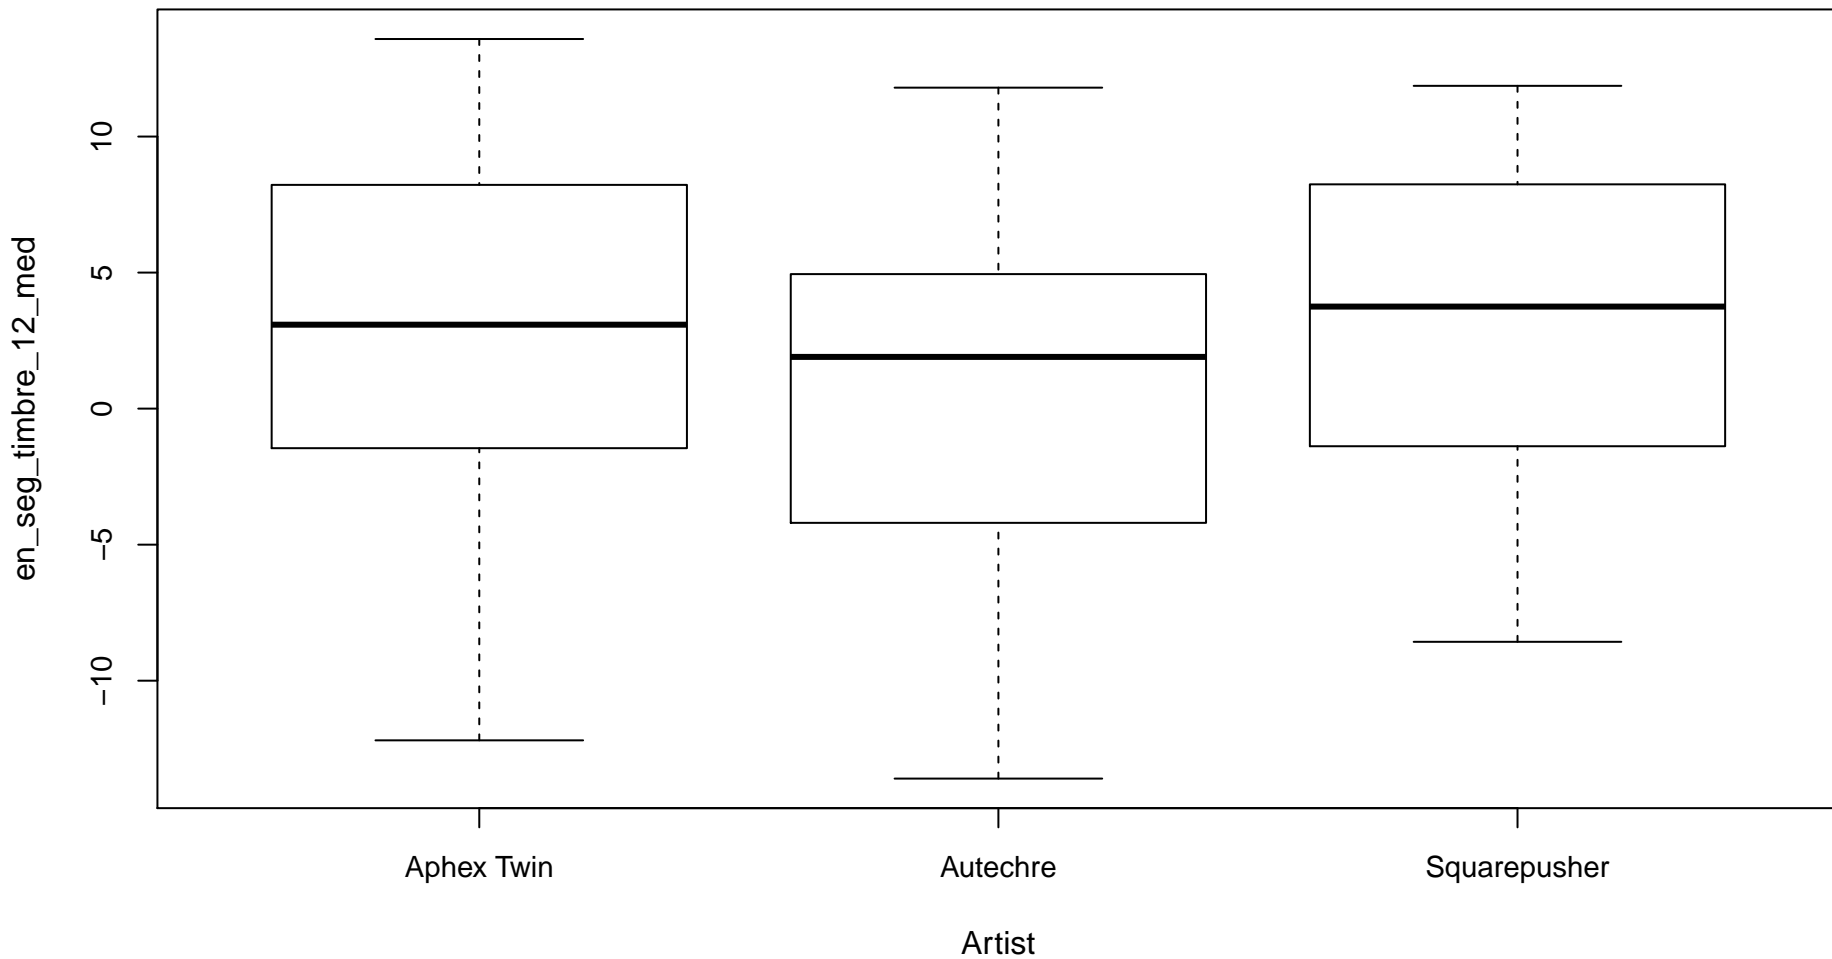 en_seg_timbre_12_med
10
5
0
−5
−10
Aphex Twin
Autechre
Squarepusher
Artist